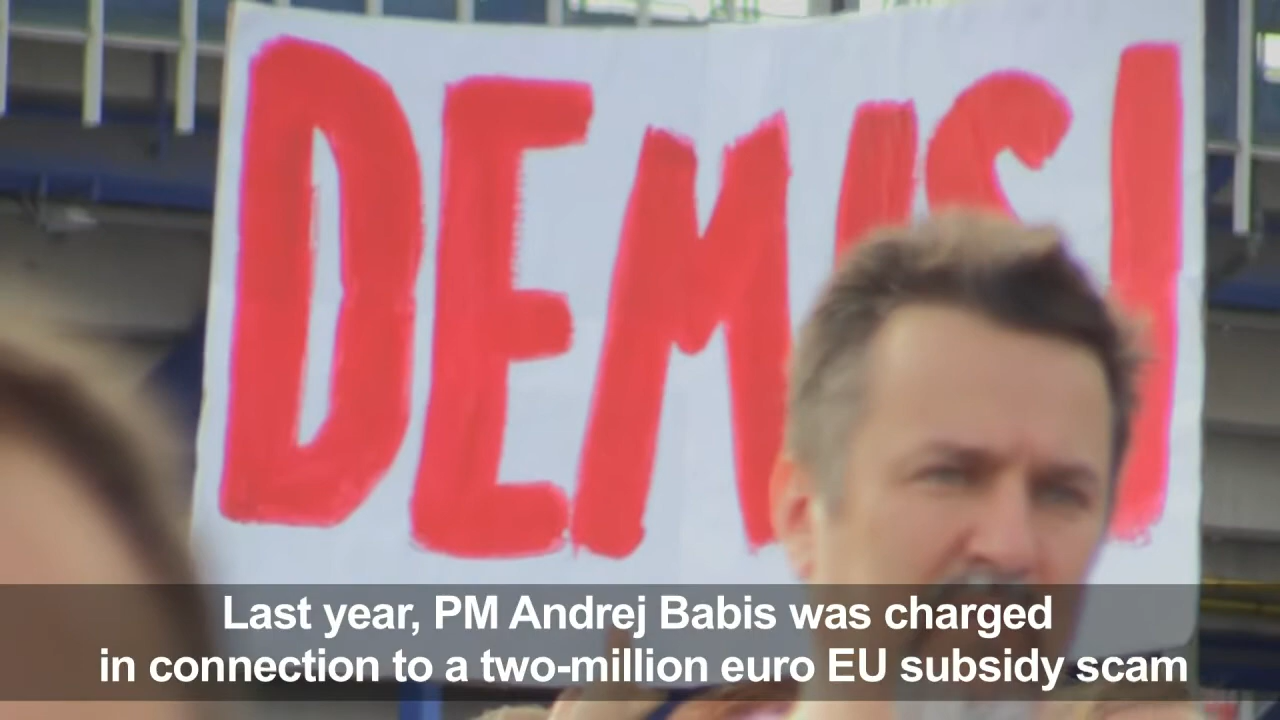 DEMISI
Last year, PM Andrej Babis was charged
in connection to a two-million euro EU subsidy scam